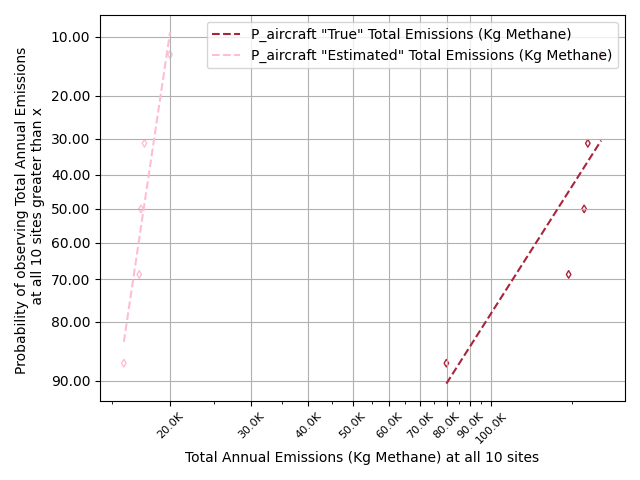 P_aircraft "True" Total Emissions (Kg Methane)
P_aircraft "Estimated" Total Emissions (Kg Methane)
Probability of observing Total Annual Emissions
at all 10 sites greater than x
10.00
20.00
30.00
40.00
50.00
60.00
70.00
80.00
90.00
20.0K
30.0K
40.0K
50.0K
60.0K
70.0K
80.0K
90.0K
100.0K
Total Annual Emissions (Kg Methane) at all 10 sites